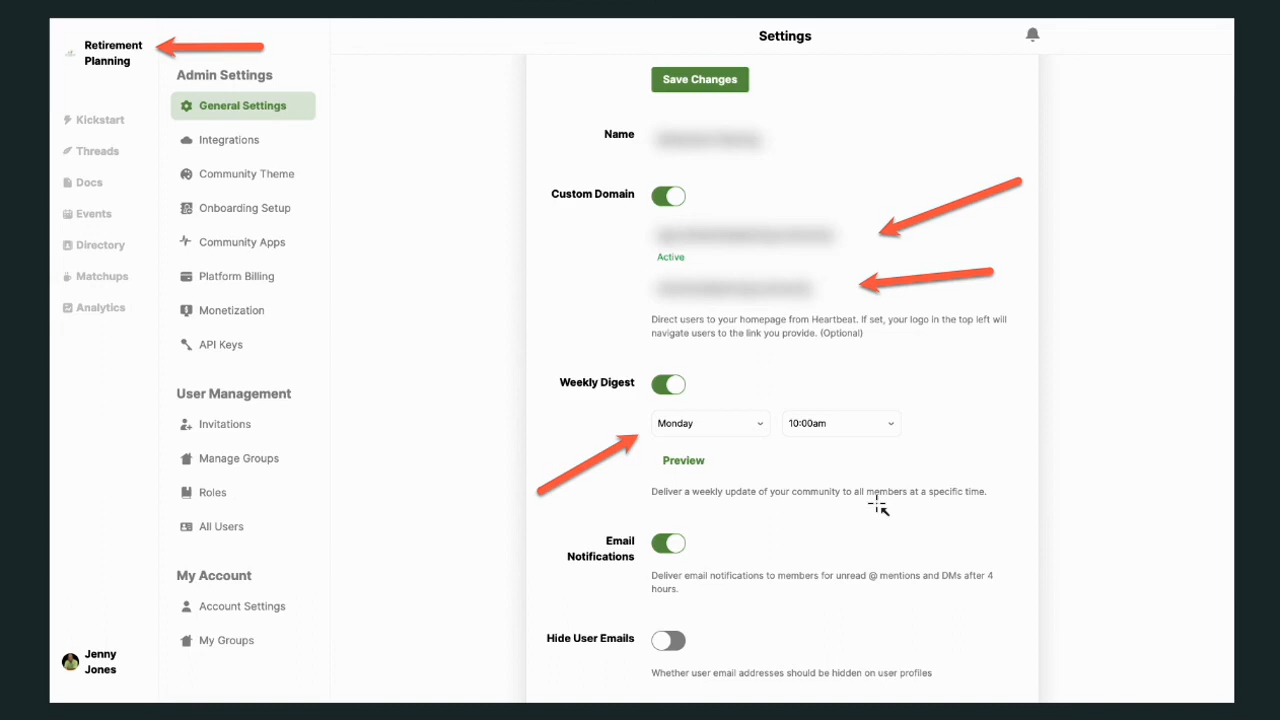 Retirement
Planning
Kickstart
Threads
Docs
Events
Directory
Matchups
Analytics
Jenny
Jones
Admin Settings
General Settings
Integrations
Community Theme
Onboarding Setup
Community Apps
Platform Billing
Monetization
API Keys
User Management
Invitations
Manage Groups
Roles
All Users
My Account
Account Settings
My Groups
Settings
Save Changes
Name
Custom Domain
Active
Direct users to your homepage from Heartbeat. If set, your logo in the top left will
navigate users to the link you provide. (Optional)
Weekly Digest
Monday
10:00am
Preview
Deliver a weekly update of your community to all members at a specific time.
Email
Notifications
Deliver email notifications to members for unread @ mentions and DMs after 4
hours.
Hide User Emails
Whether user email addresses should be hidden on user profiles